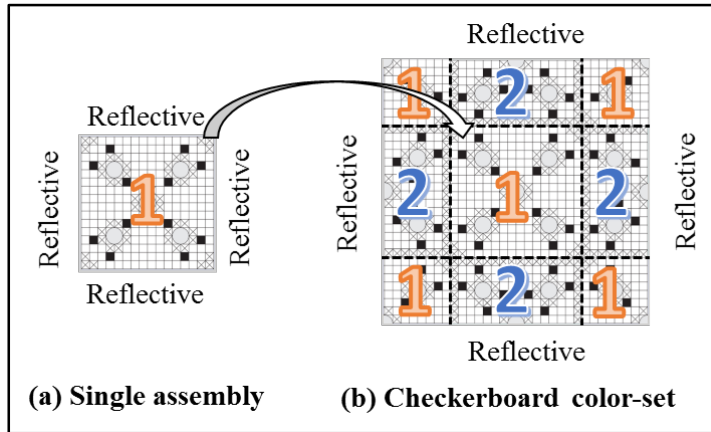 Reflective
1 2 1
Reflective
Reflective 1 Reflective
Reflective 2 1 2 Reflective
Reflective
1 2 1
Reflective
(a) Single assembly
(b) Checkerboard color-set